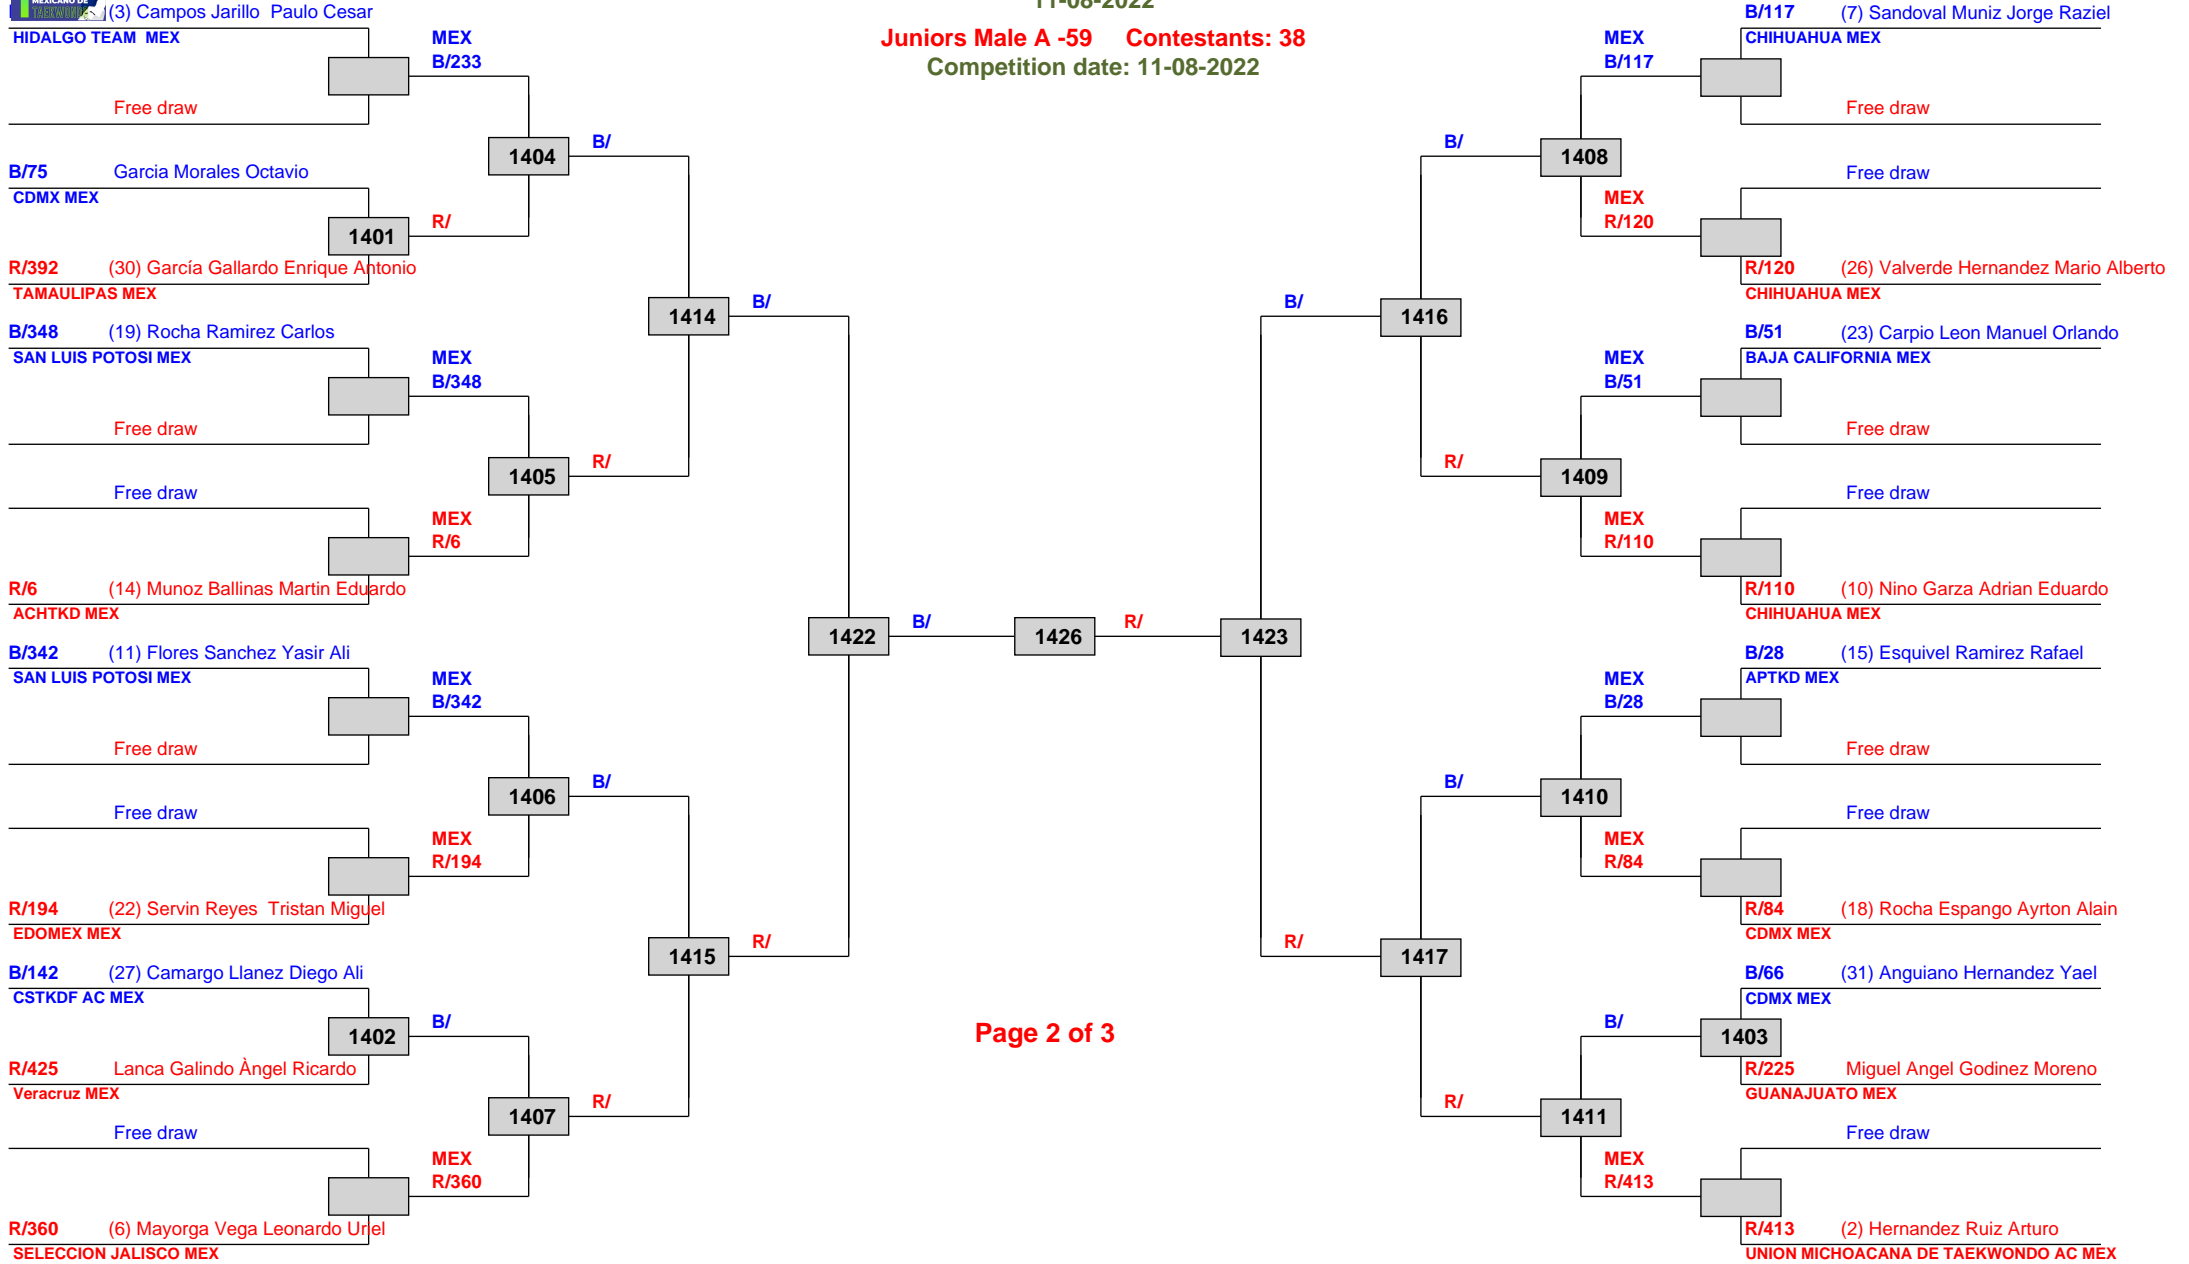 MEXICANO DE
TAEKWONDO
(3) Campos Jarillo  Paulo Cesar
HIDALGO TEAM  MEX
MEX
B/233
Free draw
1404
B/
B/75 Garcia Morales Octavio
CDMX MEX
1401
R/
R/392 (30) García Gallardo Enrique Antonio
TAMAULIPAS MEX
1414
B/
B/348 (19) Rocha Ramirez Carlos
SAN LUIS POTOSI MEX
MEX
B/348
Free draw
1405
R/
Free draw
MEX
R/6
R/6 (14) Munoz Ballinas Martin Eduardo
ACHTKD MEX
1422
B/
B/342 (11) Flores Sanchez Yasir Ali
SAN LUIS POTOSI MEX
MEX
B/342
Free draw
1406
B/
Free draw
MEX
R/194
R/194 (22) Servin Reyes  Tristan Miguel
EDOMEX MEX
1415
R/
B/142 (27) Camargo Llanez Diego Ali
CSTKDF AC MEX
1402
B/
R/425 Lanca Galindo Àngel Ricardo
Veracruz MEX
1407
R/
Free draw
MEX
R/360
R/360 (6) Mayorga Vega Leonardo Uriel
SELECCION JALISCO MEX
11-08-2022
Juniors Male A -59 Contestants: 38
Competition date: 11-08-2022
1426
R/
Page 2 of 3
B/117 (7) Sandoval Muniz Jorge Raziel
CHIHUAHUA MEX
MEX
B/117
Free draw
B/
1408
Free draw
MEX
R/120
R/120 (26) Valverde Hernandez Mario Alberto
CHIHUAHUA MEX
B/
1416
B/51 (23) Carpio Leon Manuel Orlando
BAJA CALIFORNIA MEX
MEX
B/51
Free draw
R/
1409
Free draw
MEX
R/110
R/110 (10) Nino Garza Adrian Eduardo
CHIHUAHUA MEX
1423
B/28 (15) Esquivel Ramirez Rafael
APTKD MEX
MEX
B/28
Free draw
B/
1410
Free draw
MEX
R/84
R/84 (18) Rocha Espango Ayrton Alain
CDMX MEX
R/
1417
B/66 (31) Anguiano Hernandez Yael
CDMX MEX
B/
1403
R/225 Miguel Angel Godinez Moreno
GUANAJUATO MEX
R/
1411
Free draw
MEX
R/413
R/413 (2) Hernandez Ruiz Arturo
UNION MICHOACANA DE TAEKWONDO AC MEX